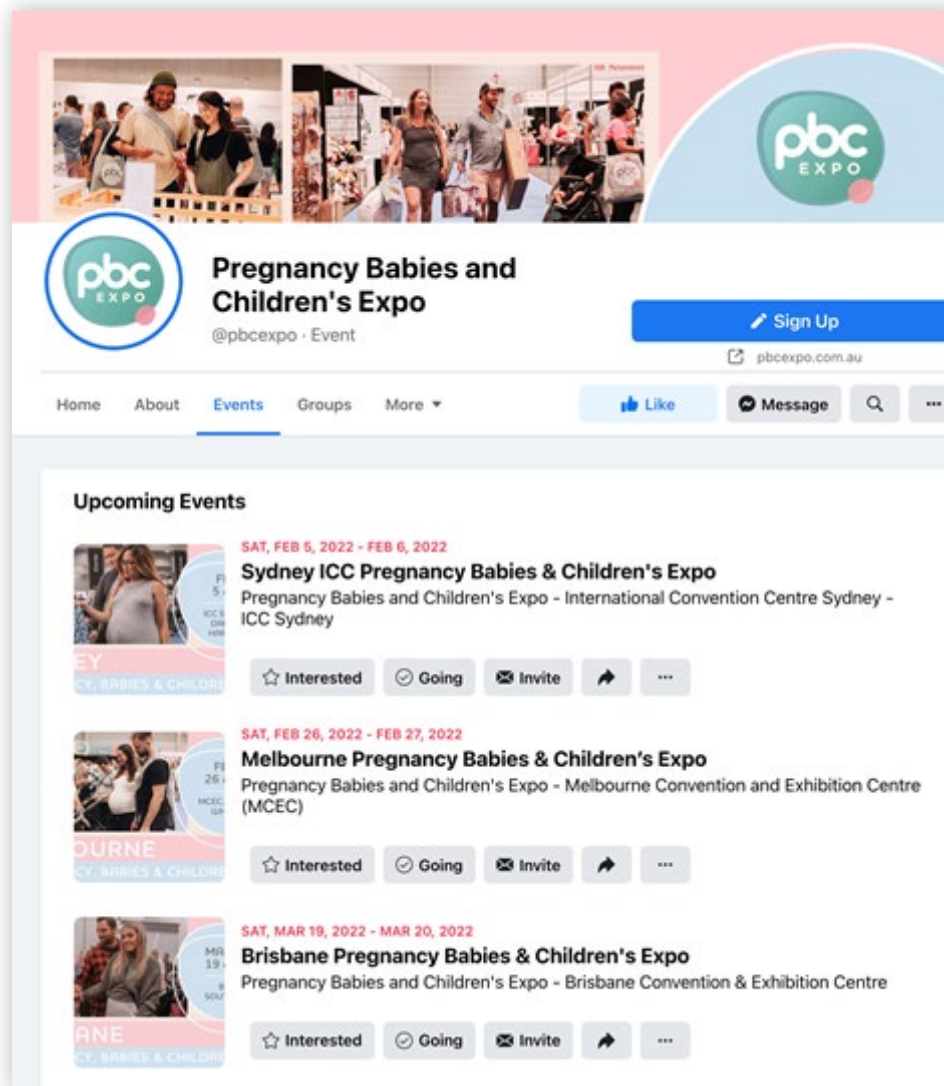 pbc
EXPO
pbc
EXPO
Pregnancy Babies and
Children's Expo
@pbcexpo · Event
Sign Up
pbcexpo.com.au
Home About Events Groups More
Like Message
Upcoming Events
SAT, FEB 5, 2022 - FEB 6, 2022
Sydney ICC Pregnancy Babies & Children's Expo
Pregnancy Babies and Children's Expo - International Convention Centre Sydney -
ICC Sydney
Interested Going Invite
SAT, FEB 26, 2022 - FEB 27, 2022
Melbourne Pregnancy Babies & Children’s Expo
Pregnancy Babies and Children's Expo - Melbourne Convention and Exhibition Centre
(MCEC)
Interested Going Invite
SAT, MAR 19, 2022 - MAR 20, 2022
Brisbane Pregnancy Babies & Children's Expo
Pregnancy Babies and Children's Expo - Brisbane Convention & Exhibition Centre
Interested Going Invite